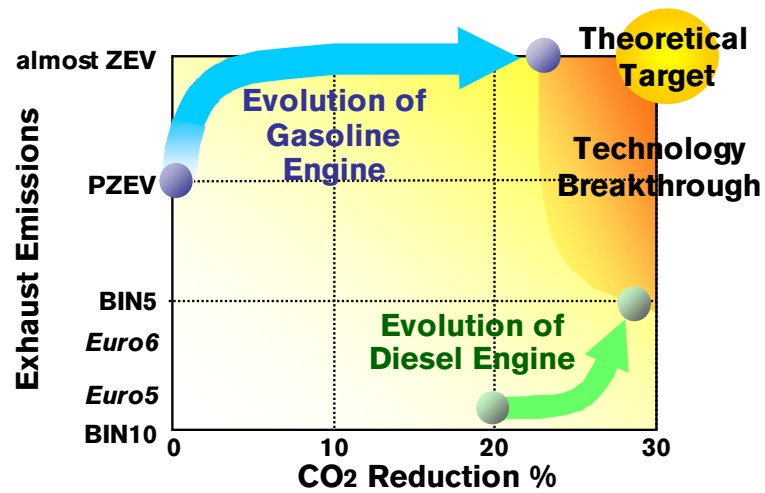 Theoretical
Target
almost ZEV
Evolution of
Gasoline
Engine
Technology
Breakthrough
PZEV
Exhaust Emissions
BIN5
Euro6
Evolution of
Diesel Engine
Euro5
BIN10
0
10
20
30
CO2 Reduction %